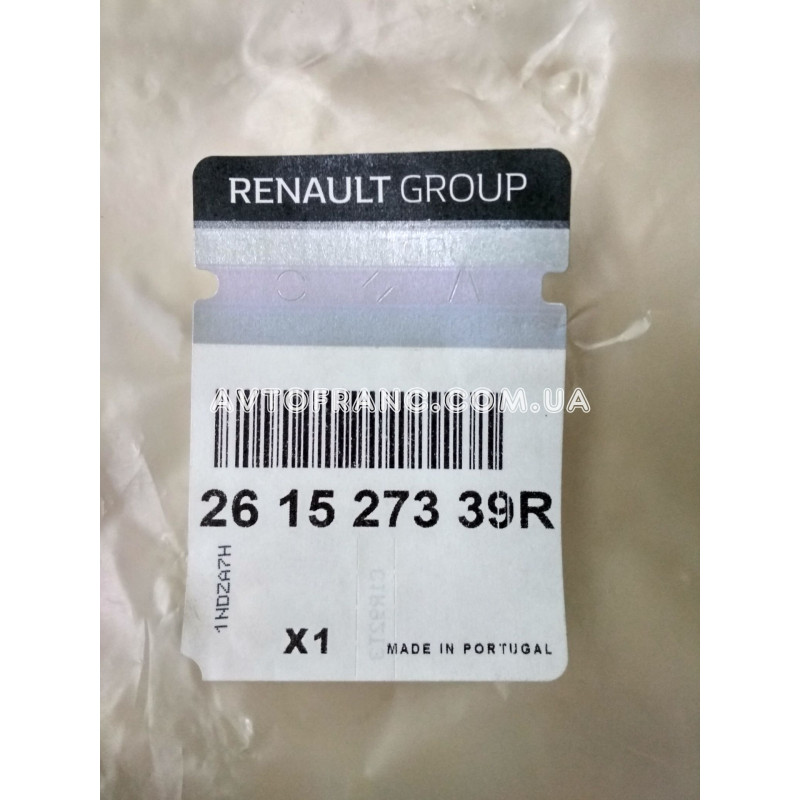 RENAULT GROUP
AVTOFRANC.COM.UA
26 15 273 39R
1NDZA7H
X1
MADE IN PORTUGAL